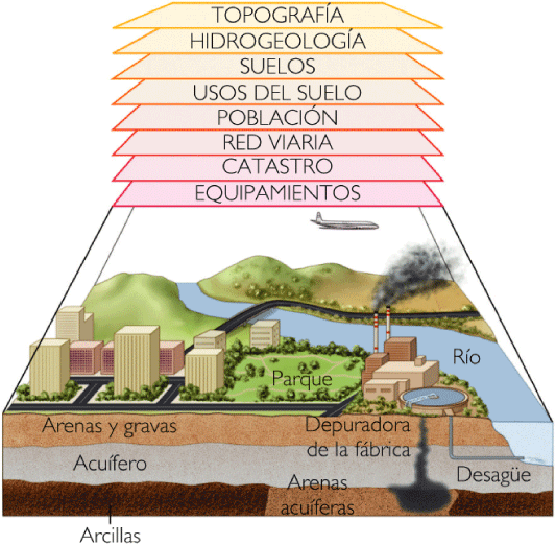 TOPOGRAFÍA
HIDROGEOLOGÍA
SUELOS
USOS DEL SUELO
POBLACIÓN
RED VIARIA
CATASTRO
EQUIPAMIENTOS
Río
Parque
Arenas y gravas
Depuradora
de la fábrica
Acuífero
Desagüe
Arenas
acuíferas
Arcillas